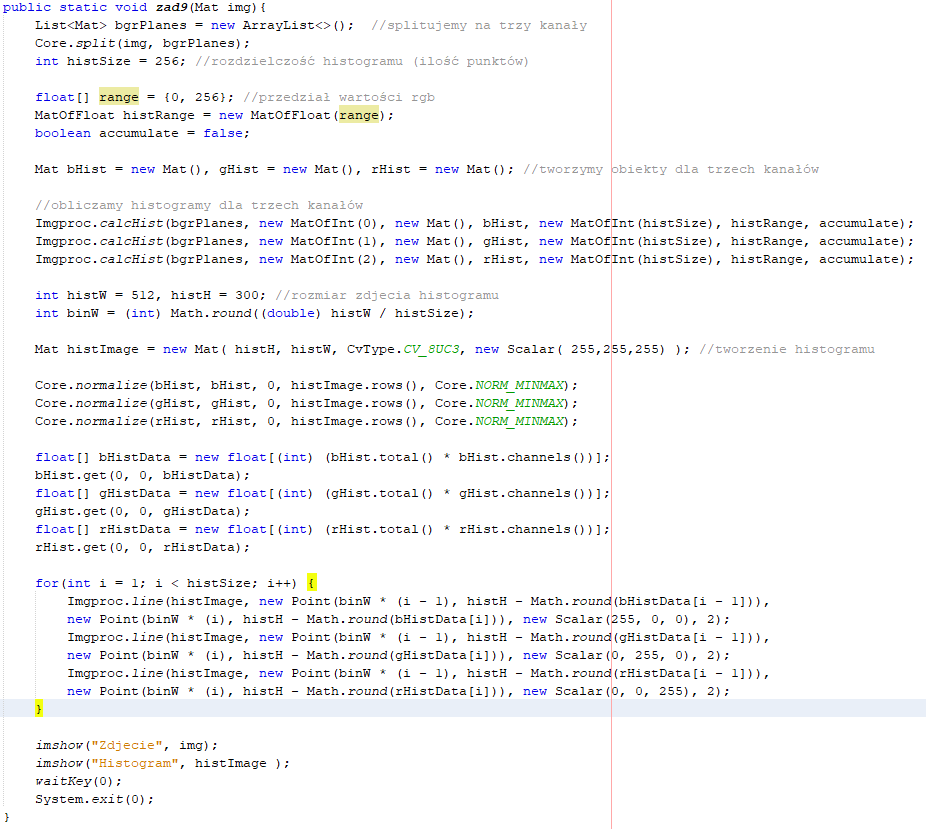 public static void zad9(Mat img){
    List<Mat> bgrPlanes = new ArrayList<>();  //splitujemy na trzy kanały
    Core.split(img, bgrPlanes);
    int histSize = 256; //rozdzielczość histogramu (ilość punktów)

    float[] range = {0, 256}; //przedział wartości rgb
    MatOfFloat histRange = new MatOfFloat(range);
    boolean accumulate = false;

    Mat bHist = new Mat(), gHist = new Mat(), rHist = new Mat(); //tworzymy obiekty dla trzech kanałów

    //obliczamy histogramy dla trzech kanałów
    Imgproc.calcHist(bgrPlanes, new MatOfInt(0), new Mat(), bHist, new MatOfInt(histSize), histRange, accumulate);
    Imgproc.calcHist(bgrPlanes, new MatOfInt(1), new Mat(), gHist, new MatOfInt(histSize), histRange, accumulate);
    Imgproc.calcHist(bgrPlanes, new MatOfInt(2), new Mat(), rHist, new MatOfInt(histSize), histRange, accumulate);

    int histW = 512, histH = 300; //rozmiar zdjecia histogramu
    int binW = (int) Math.round((double) histW / histSize);

    Mat histImage = new Mat( histH, histW, CvType.CV_8UC3, new Scalar( 255,255,255) ); //tworzenie histogramu

    Core.normalize(bHist, bHist, 0, histImage.rows(), Core.NORM_MINMAX);
    Core.normalize(gHist, gHist, 0, histImage.rows(), Core.NORM_MINMAX);
    Core.normalize(rHist, rHist, 0, histImage.rows(), Core.NORM_MINMAX);

    float[] bHistData = new float[(int) (bHist.total() * bHist.channels())];
    bHist.get(0, 0, bHistData);
    float[] gHistData = new float[(int) (gHist.total() * gHist.channels())];
    gHist.get(0, 0, gHistData);
    float[] rHistData = new float[(int) (rHist.total() * rHist.channels())];
    rHist.get(0, 0, rHistData);

    for(int i = 1; i < histSize; i++) {
        Imgproc.line(histImage, new Point(binW * (i - 1), histH - Math.round(bHistData[i - 1])),
        new Point(binW * (i), histH - Math.round(bHistData[i])), new Scalar(255, 0, 0), 2);
        Imgproc.line(histImage, new Point(binW * (i - 1), histH - Math.round(gHistData[i - 1])),
        new Point(binW * (i), histH - Math.round(gHistData[i])), new Scalar(0, 255, 0), 2);
        Imgproc.line(histImage, new Point(binW * (i - 1), histH - Math.round(rHistData[i - 1])),
        new Point(binW * (i), histH - Math.round(rHistData[i])), new Scalar(0, 0, 255), 2);
    }

    imshow("Zdjecie", img);
    imshow("Histogram", histImage );
    waitKey(0);
    System.exit(0);
}